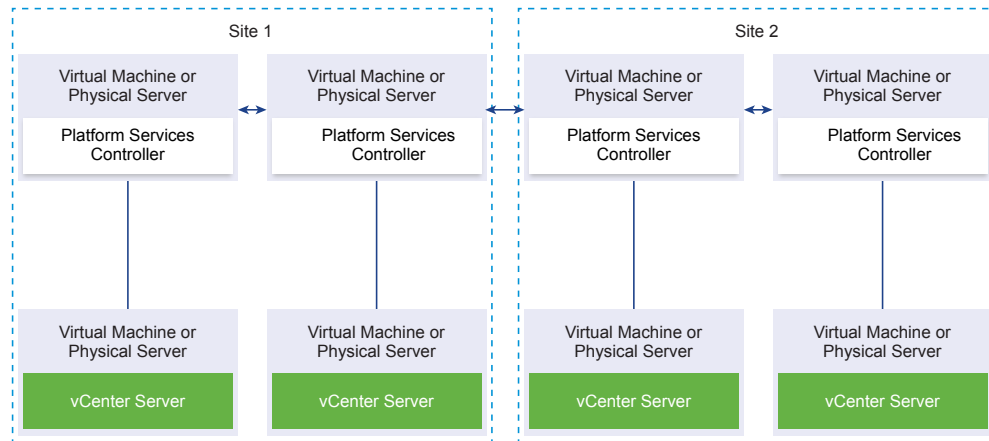 Site 1
Site 2
Virtual Machine or
Physical Server
Platform Services
Controller
Virtual Machine or
Physical Server
Platform Services
Controller
Virtual Machine or
Physical Server
Platform Services
Controller
Virtual Machine or
Physical Server
Platform Services
Controller
Virtual Machine or
Physical Server
vCenter Server
Virtual Machine or
Physical Server
vCenter Server
Virtual Machine or
Physical Server
vCenter Server
Virtual Machine or
Physical Server
vCenter Server